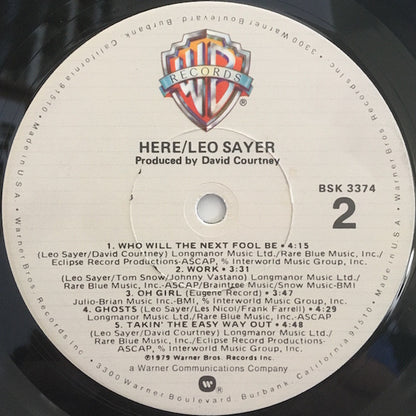 WB
RECORDS
®
HERE/LEO SAYER
Produced by David Courtney
BSK 3374
2
1. WHO WILL THE NEXT FOOL BE • 4:15
(Leo Sayer/David Courtney) Longmanor Music Ltd./Rare Blue Music, Inc./
Eclipse Record Productions-ASCAP, % Interworld Music Group, Inc.
2. WORK • 3:31
(Leo Sayer/Tom Snow/Johnny Vastano) Longmanor Music Ltd./
Rare Blue Music, Inc.-ASCAP/Braintree Music/Snow Music-BMI
3. OH GIRL (Eugene Record) • 3:47
Julio-Brian Music Inc.-BMI, % Interworld Music Group, Inc.
4. GHOSTS (Leo Sayer/Les Nicol/Frank Farrell) • 4:29
Longmanor Music Ltd./Rare Blue Music, Inc.-ASCAP
5. TAKIN' THE EASY WAY OUT • 4:48
(Leo Sayer/David Courtney) Longmanor Music Ltd./
Rare Blue Music, Inc./Eclipse Record Productions-
ASCAP, % Interworld Music Group, Inc.
©1979 Warner Bros. Records Inc.
a Warner Communications Company
Warner Bros. Records Inc. • 3300 Warner Boulevard • Burbank, California 91510 • Made in U.S.A.